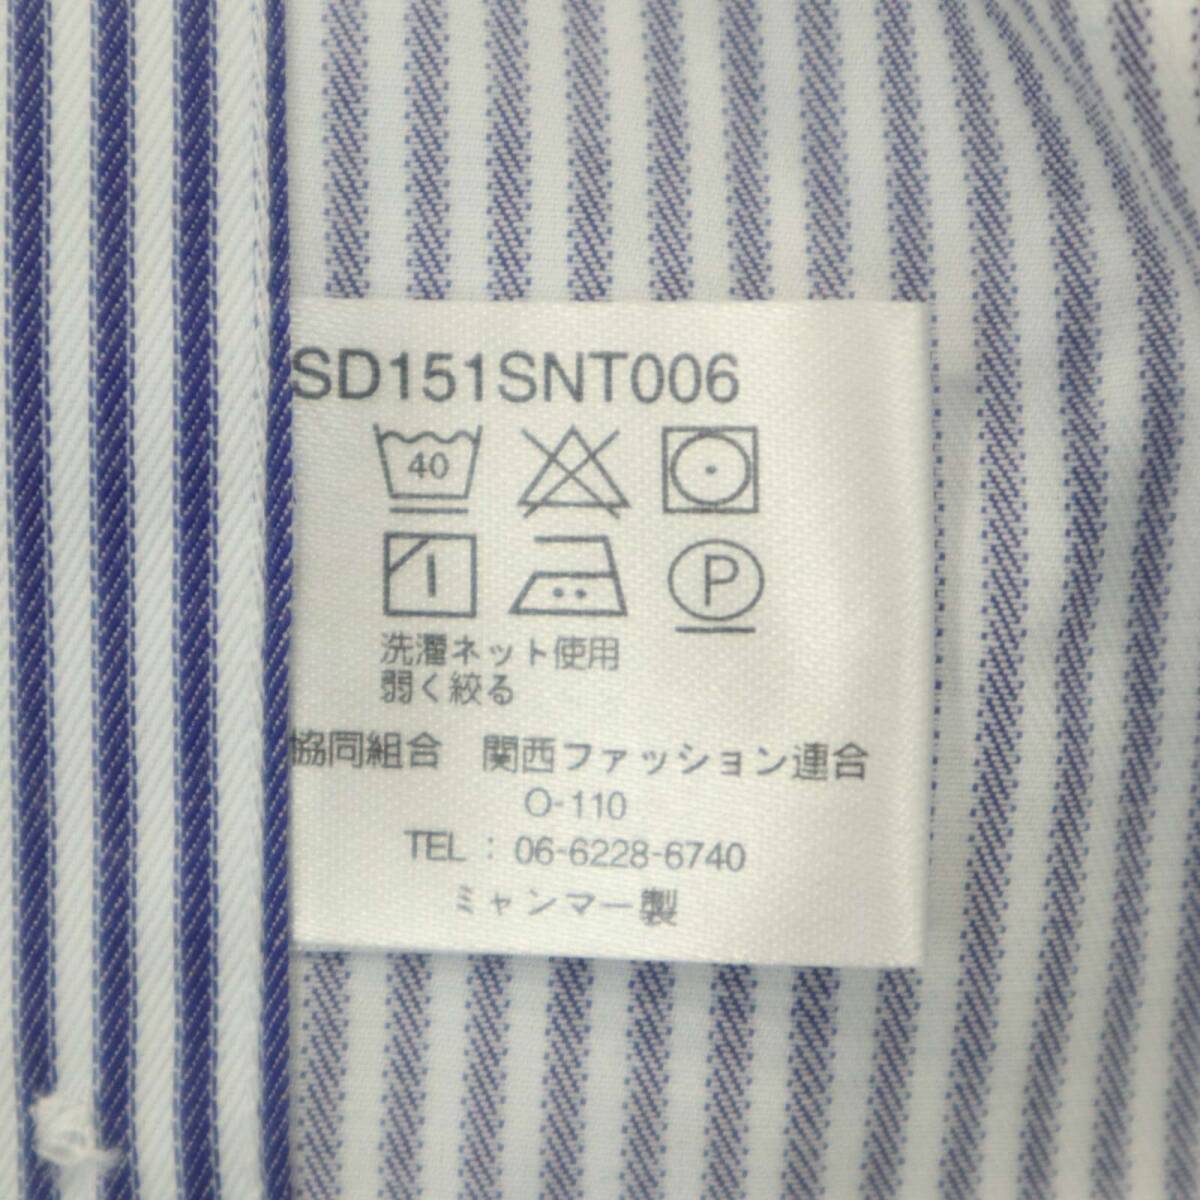 SD151SNT006
40
P
洗濯ネット使用
弱く絞る
協同組合　関西ファッション連合
O-110
TEL : 06-6228-6740
ミャンマー製